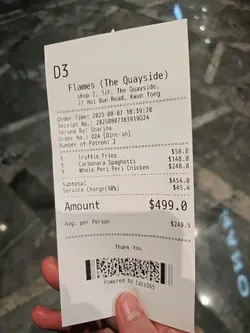 D3
Flames (The Quayside)
shop 2, 1/F, The Quayside,
77 Hoi Bun Road, Kwun Tong
Order Time: 2025-08-07 18:39:20
Receipt No.: 20250807183919024
Served By: Sharina
Order No.: D24 [Dine-in]
Number of Patron: 2
1 Truffle Fries $58.0
1 Carbonara Spaghetti $148.0
1 Whole Peri Peri Chicken $248.0
Subtotal $454.0
Service Charge(10%) $45.4
Amount $499.0
Avg. per Person $249.5
Thank You
Powered By Eats365